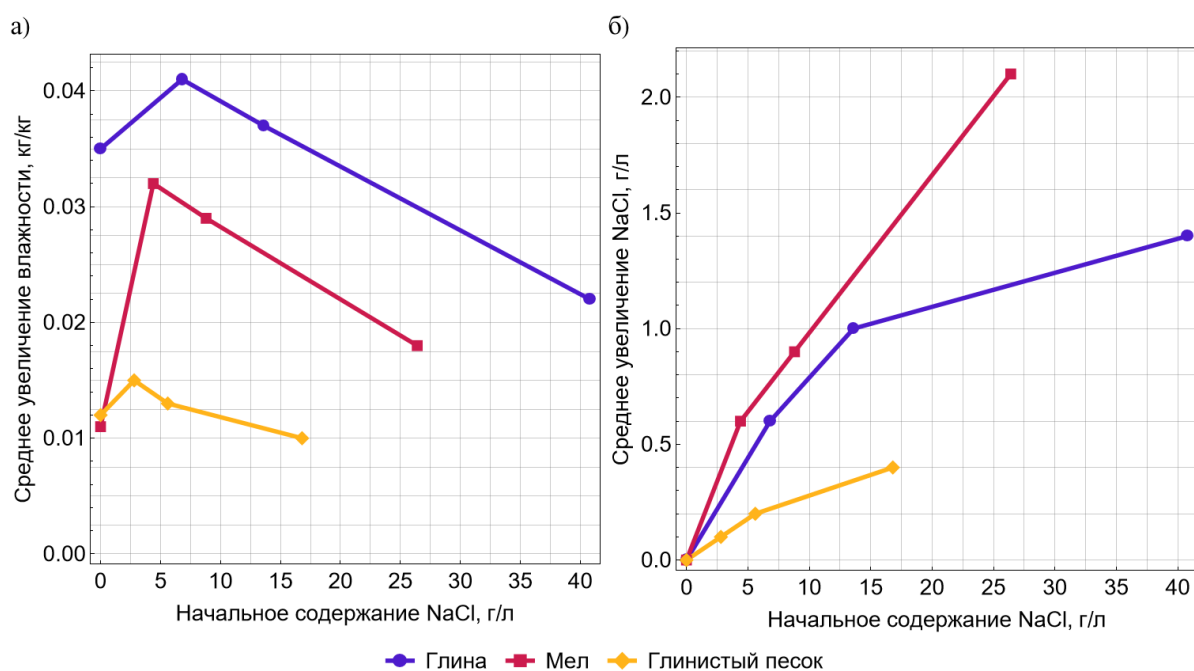 а)
Среднее увеличение влажности, кг/кг
0.04
0.03
0.02
0.01
0.00
0 5 10 15 20 25 30 35 40
Начальное содержание NaCl, г/л
б)
Среднее увеличение NaCl, г/л
2.0
1.5
1.0
0.5
0.0
0 5 10 15 20 25 30 35 40
Начальное содержание NaCl, г/л
Глина Мел Глинистый песок